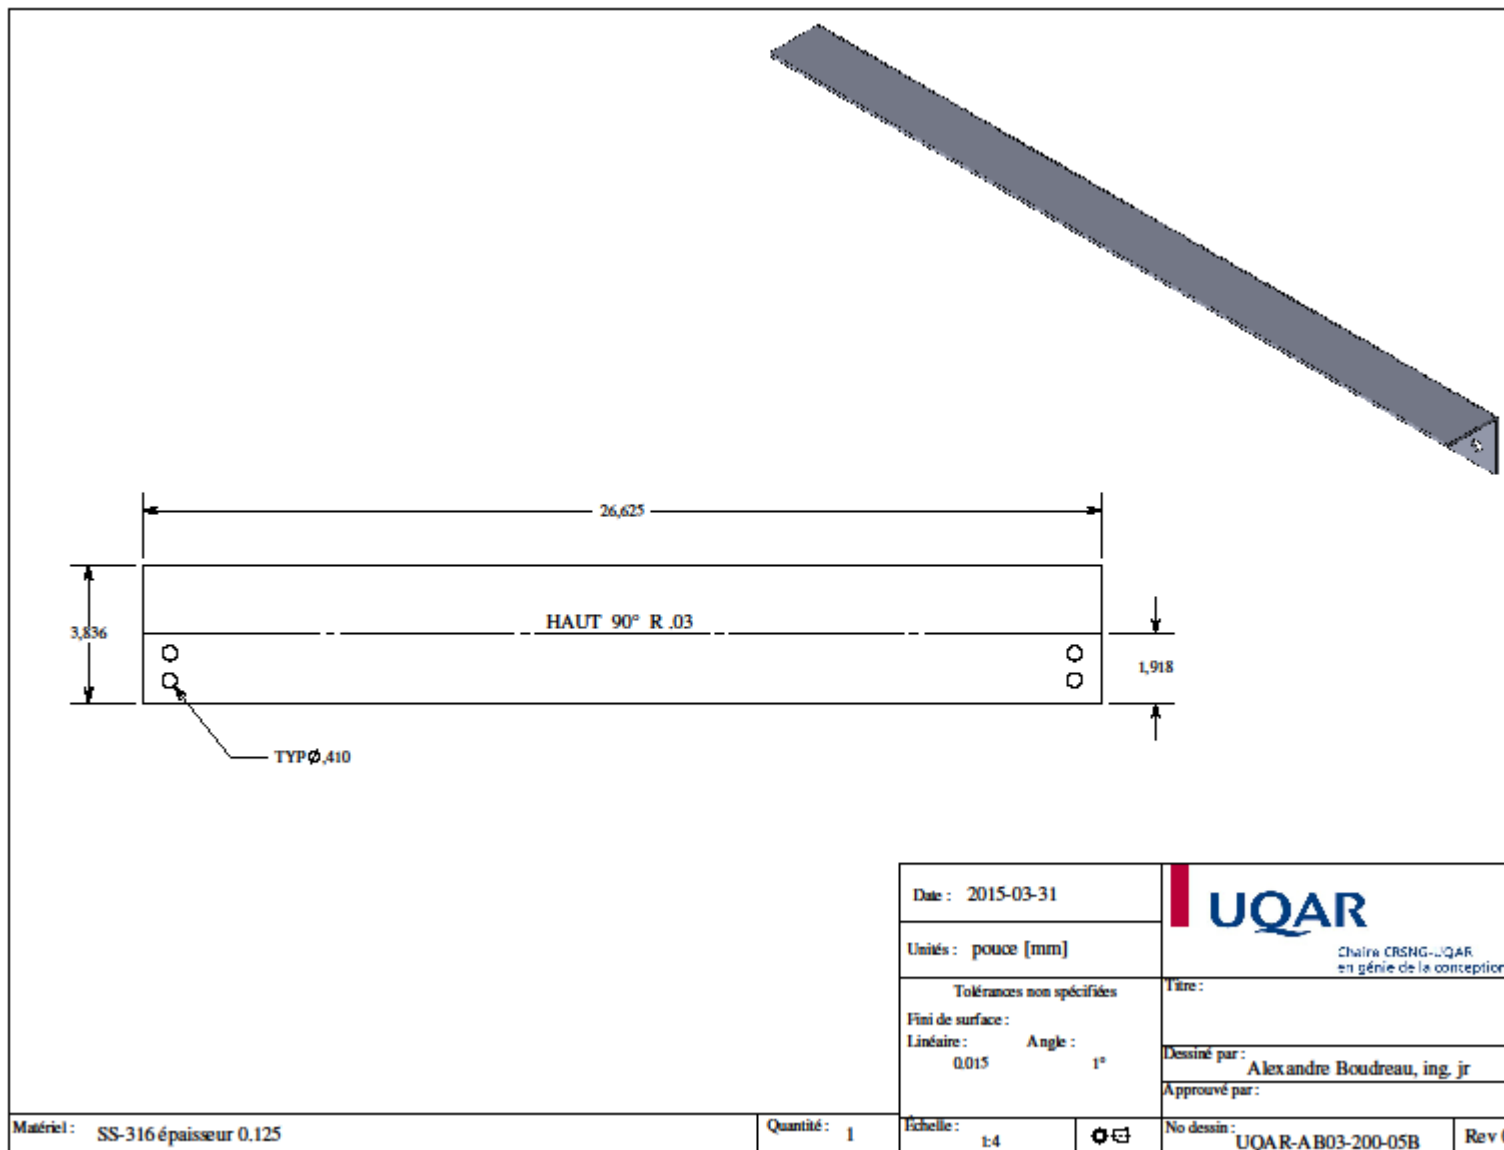 26,625
HAUT 90° R .03
3,836
1,918
TYPØ,410
Date : 2015-03-31
UQAR
Chaire CRSNG-UQAR
en génie de la conception
Unités : pouce [mm]
Tolérances non spécifiées
Fini de surface :
Linéaire : Angle :
0.015 1°
Titre :
Dessiné par : Alexandre Boudreau, ing. jr
Approuvé par :
Matériel : SS-316 épaisseur 0.125
Quantité : 1
Échelle : 1:4
No dessin : UQAR-AB03-200-05B
Rev